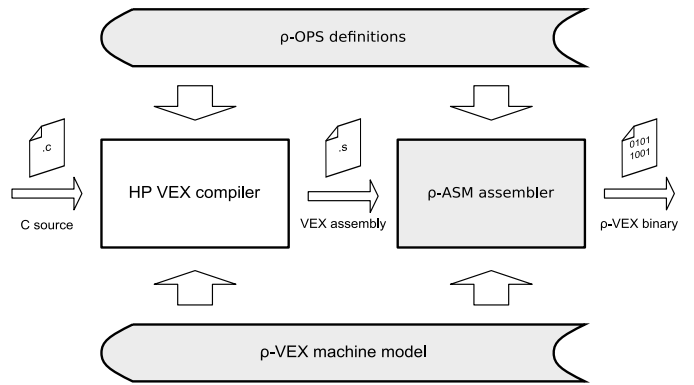 ρ-OPS definitions
.c
.s
0101
1001
HP VEX compiler
ρ-ASM assembler
C source
VEX assembly
ρ-VEX binary
ρ-VEX machine model